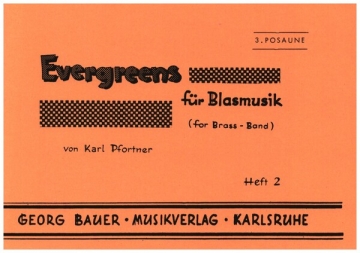 3. POSAUNE
Evergreens
für Blasmusik
(for Brass - Band)
von Karl Pfortner
Heft 2
GEORG BAUER • MUSIKVERLAG • KARLSRUHE